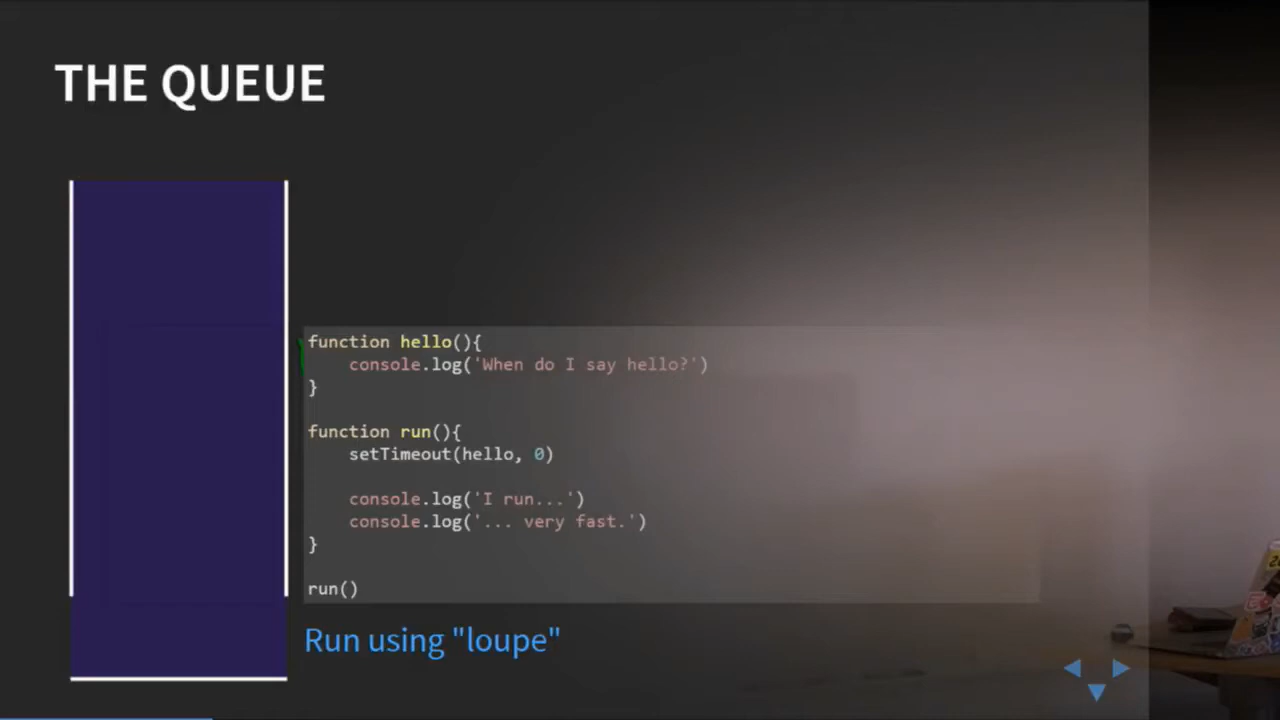 THE QUEUE
function hello(){
    console.log('When do I say hello?')
}
function run(){
    setTimeout(hello, 0)
    console.log('I run...')
    console.log('... very fast.')
}
run()
Run using "loupe"